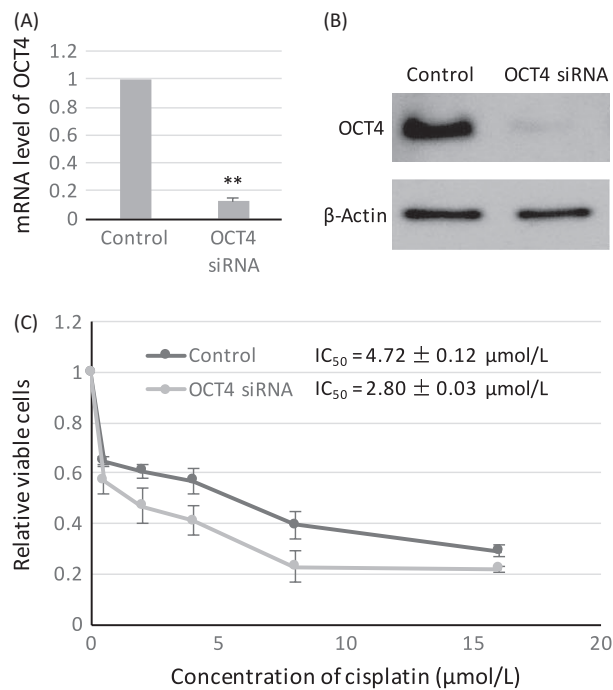 (A)
mRNA level of OCT4
1.2
1
0.8
0.6
0.4
0.2
0
**
Control
OCT4
siRNA
(B)
Control OCT4 siRNA
OCT4
β-Actin
(C)
Relative viable cells
1.2
1
0.8
0.6
0.4
0.2
0
Control IC50 = 4.72 ± 0.12 μmol/L
OCT4 siRNA IC50 = 2.80 ± 0.03 μmol/L
0 5 10 15 20
Concentration of cisplatin (μmol/L)